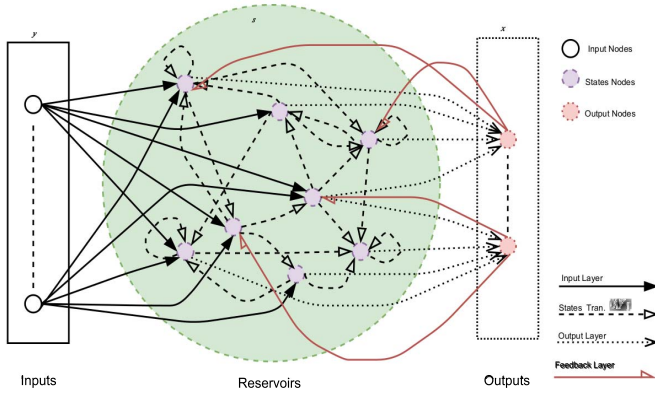 y
s
x
Input Nodes
States Nodes
Output Nodes
Input Layer
States Tran.
Output Layer
Feedback Layer
Inputs
Reservoirs
Outputs